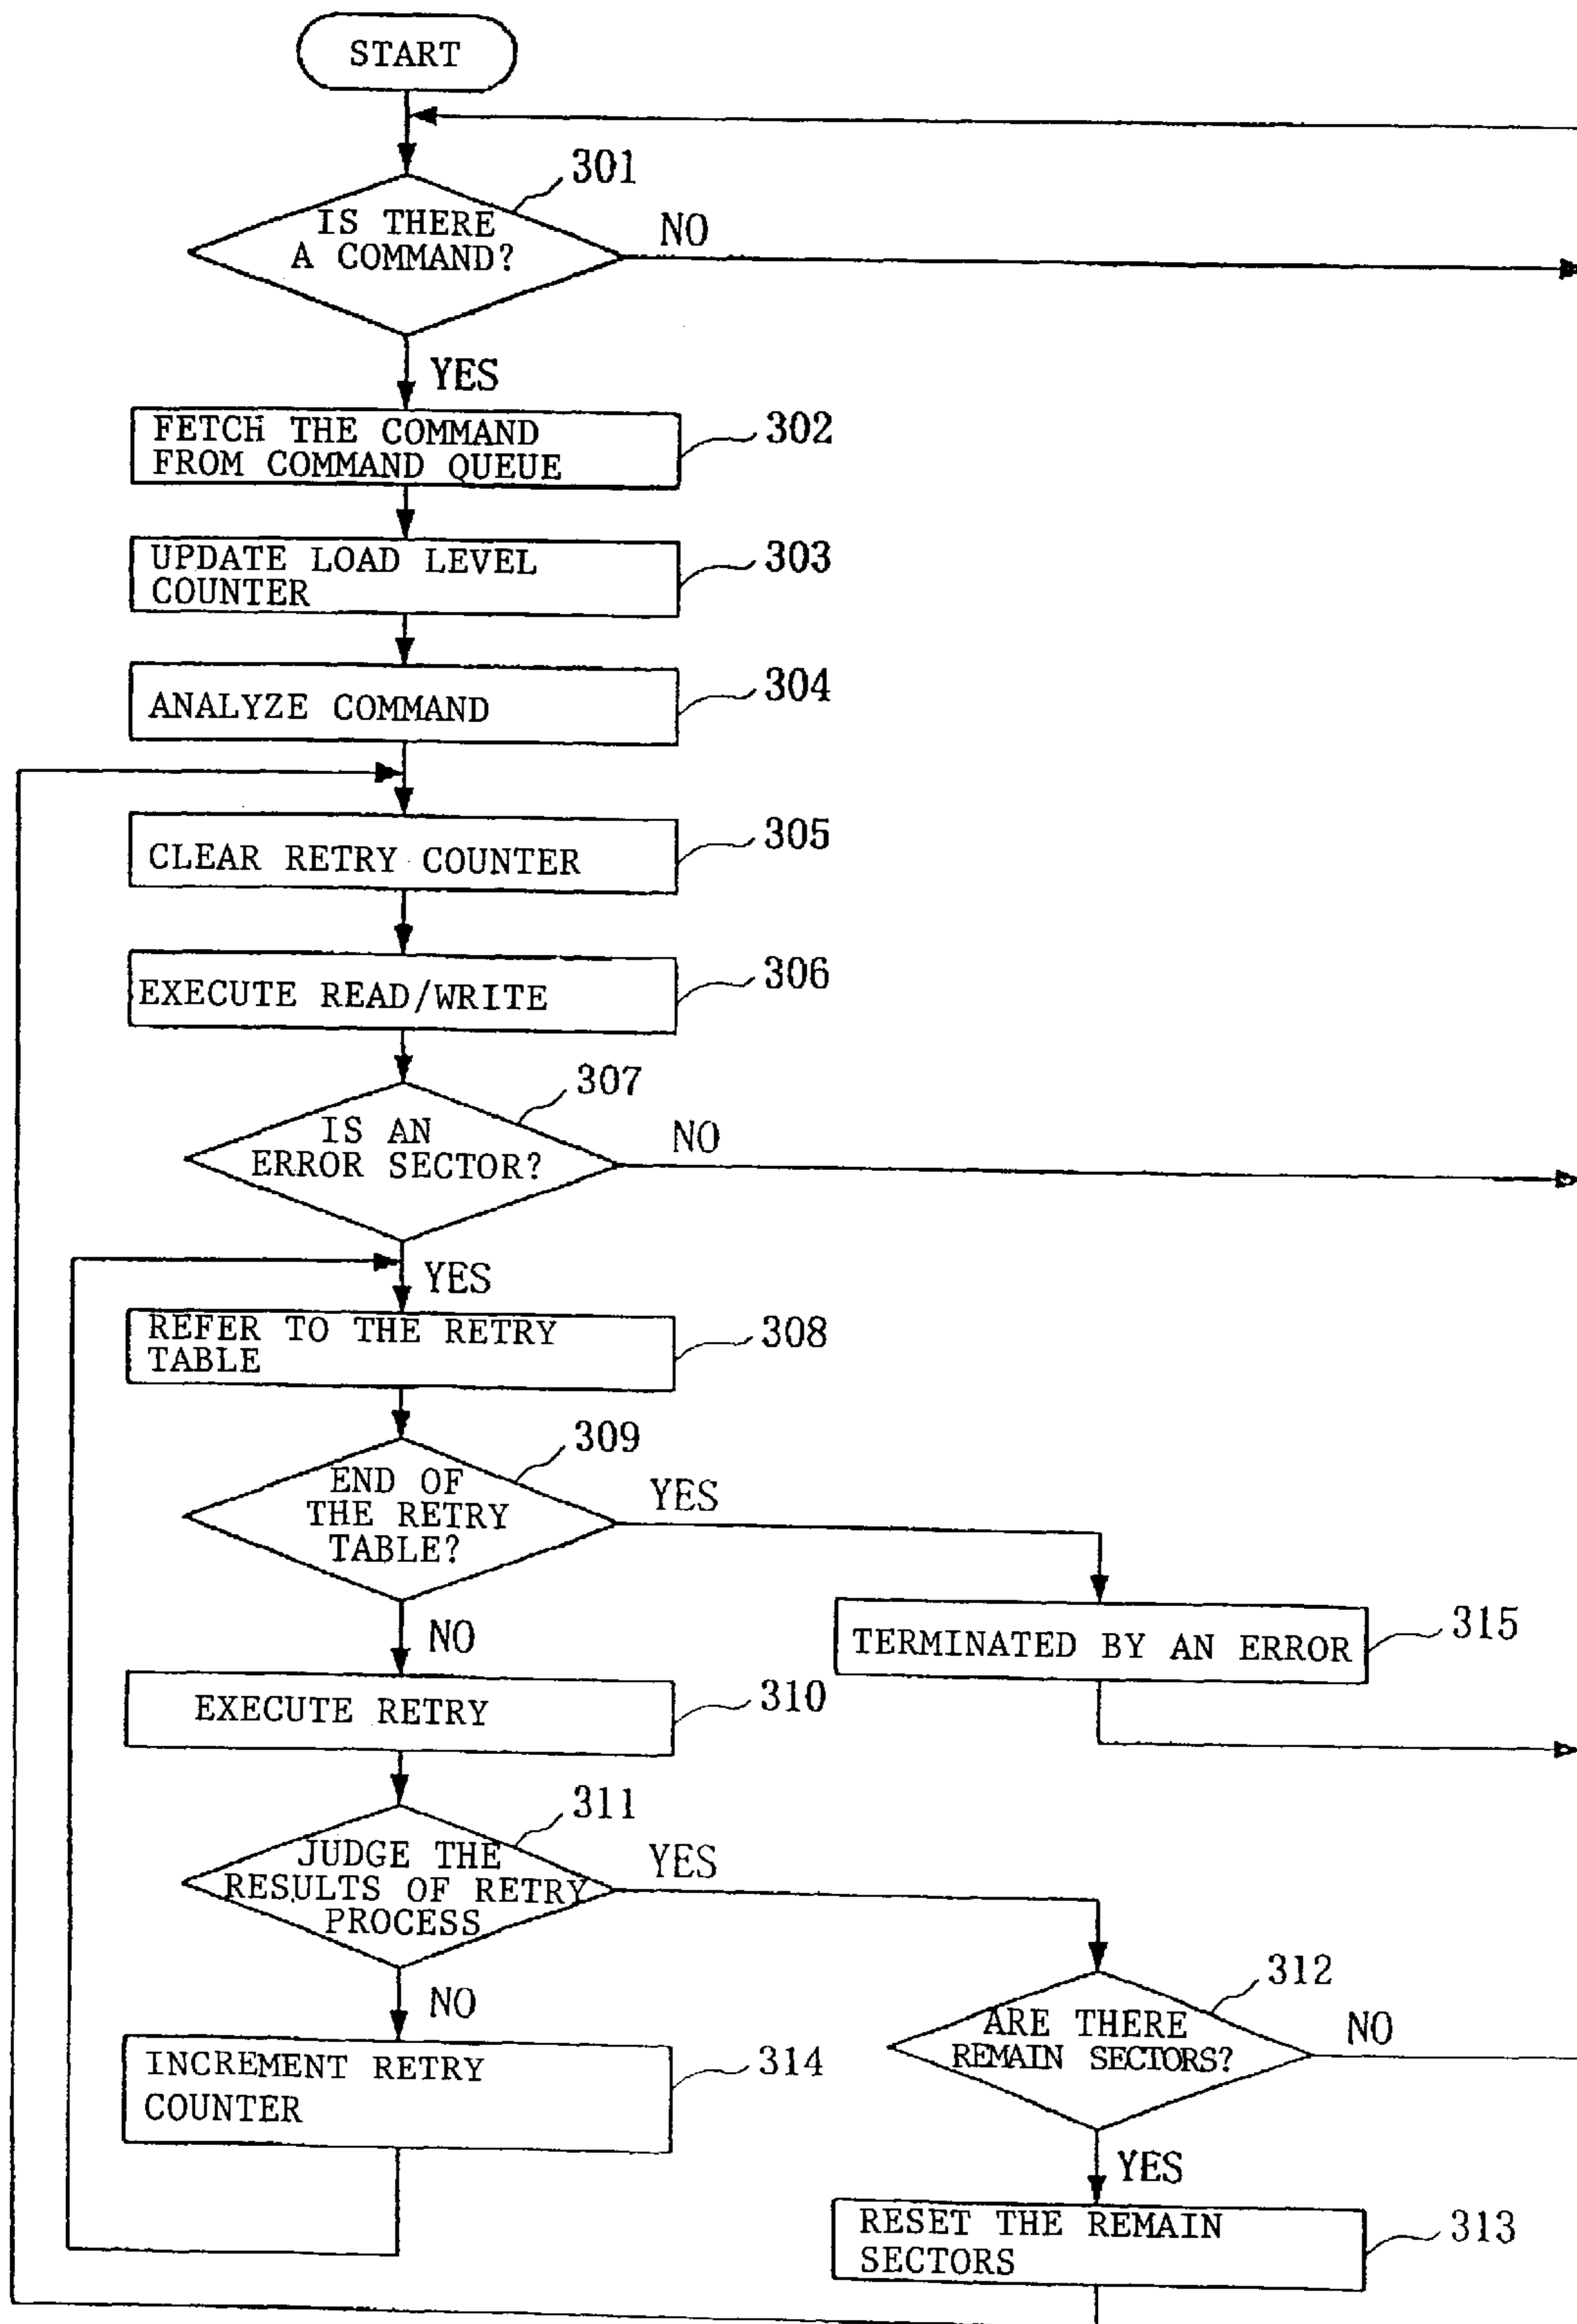 START
301
IS THERE
A COMMAND?
NO
YES
FETCH THE COMMAND
FROM COMMAND QUEUE
302
UPDATE LOAD LEVEL
COUNTER
303
ANALYZE COMMAND
304
CLEAR RETRY COUNTER
305
EXECUTE READ/WRITE
306
307
IS AN
ERROR SECTOR?
NO
YES
REFER TO THE RETRY
TABLE
308
309
END OF
THE RETRY
TABLE?
YES
NO
TERMINATED BY AN ERROR
315
EXECUTE RETRY
310
311
JUDGE THE
RESULTS OF RETRY
PROCESS
YES
NO
312
ARE THERE
REMAIN SECTORS?
NO
INCREMENT RETRY
COUNTER
314
YES
RESET THE REMAIN
SECTORS
313